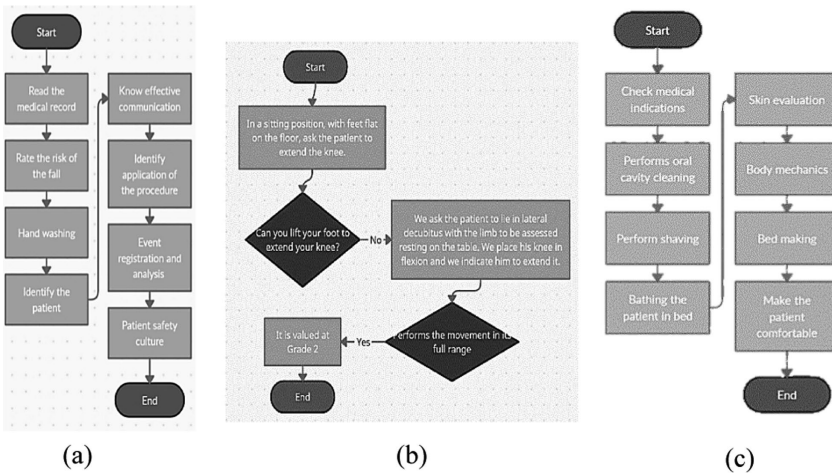 Start
Read the
medical record
Rate the risk of
the fall
Hand washing
Identify the
patient
Know effective
communication
Identify
application of
the procedure
Event
registration and
analysis
Patient safety
culture
End
(a)
Start
In a sitting position, with feet flat
on the floor, ask the patient to
extend the knee.
Can you lift your foot to
extend your knee?
No
We ask the patient to lie in lateral
decubitus with the limb to be assessed
resting on the table. We place his knee in
flexion and we indicate him to extend it.
Performs the movement in its
full range
Yes
It is valued at
Grade 2
End
(b)
Start
Check medical
indications
Performs oral
cavity cleaning
Perform shaving
Bathing the
patient in bed
Skin evaluation
Body mechanics
Bed making
Make the
patient
comfortable
End
(c)